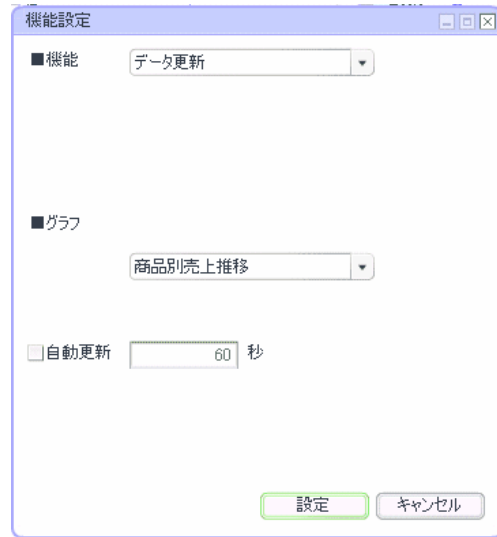 機能設定
■機能 データ更新
■グラフ
商品別売上推移
自動更新 60 秒
設定 キャンセル